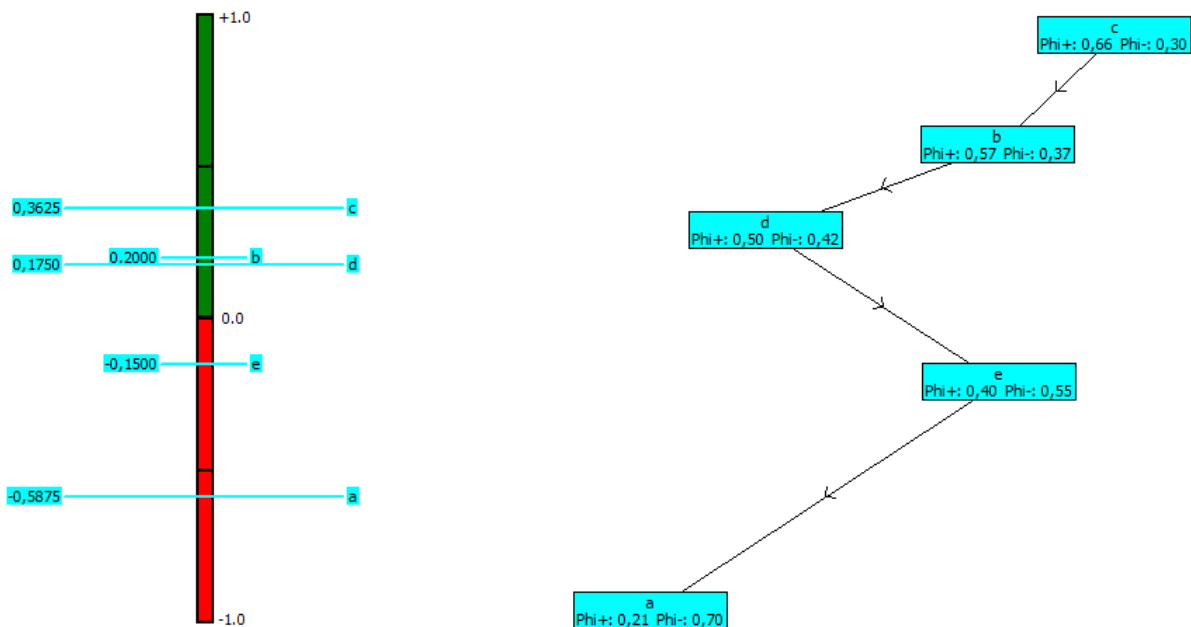 +1.0
0,3625
c
0.2000
b
0,1750
d
0.0
-0,1500
e
-0,5875
a
-1.0
c
Phi+: 0,66 Phi-: 0,30
b
Phi+: 0,57 Phi-: 0,37
d
Phi+: 0,50 Phi-: 0,42
e
Phi+: 0,40 Phi-: 0,55
a
Phi+: 0,21 Phi-: 0,70